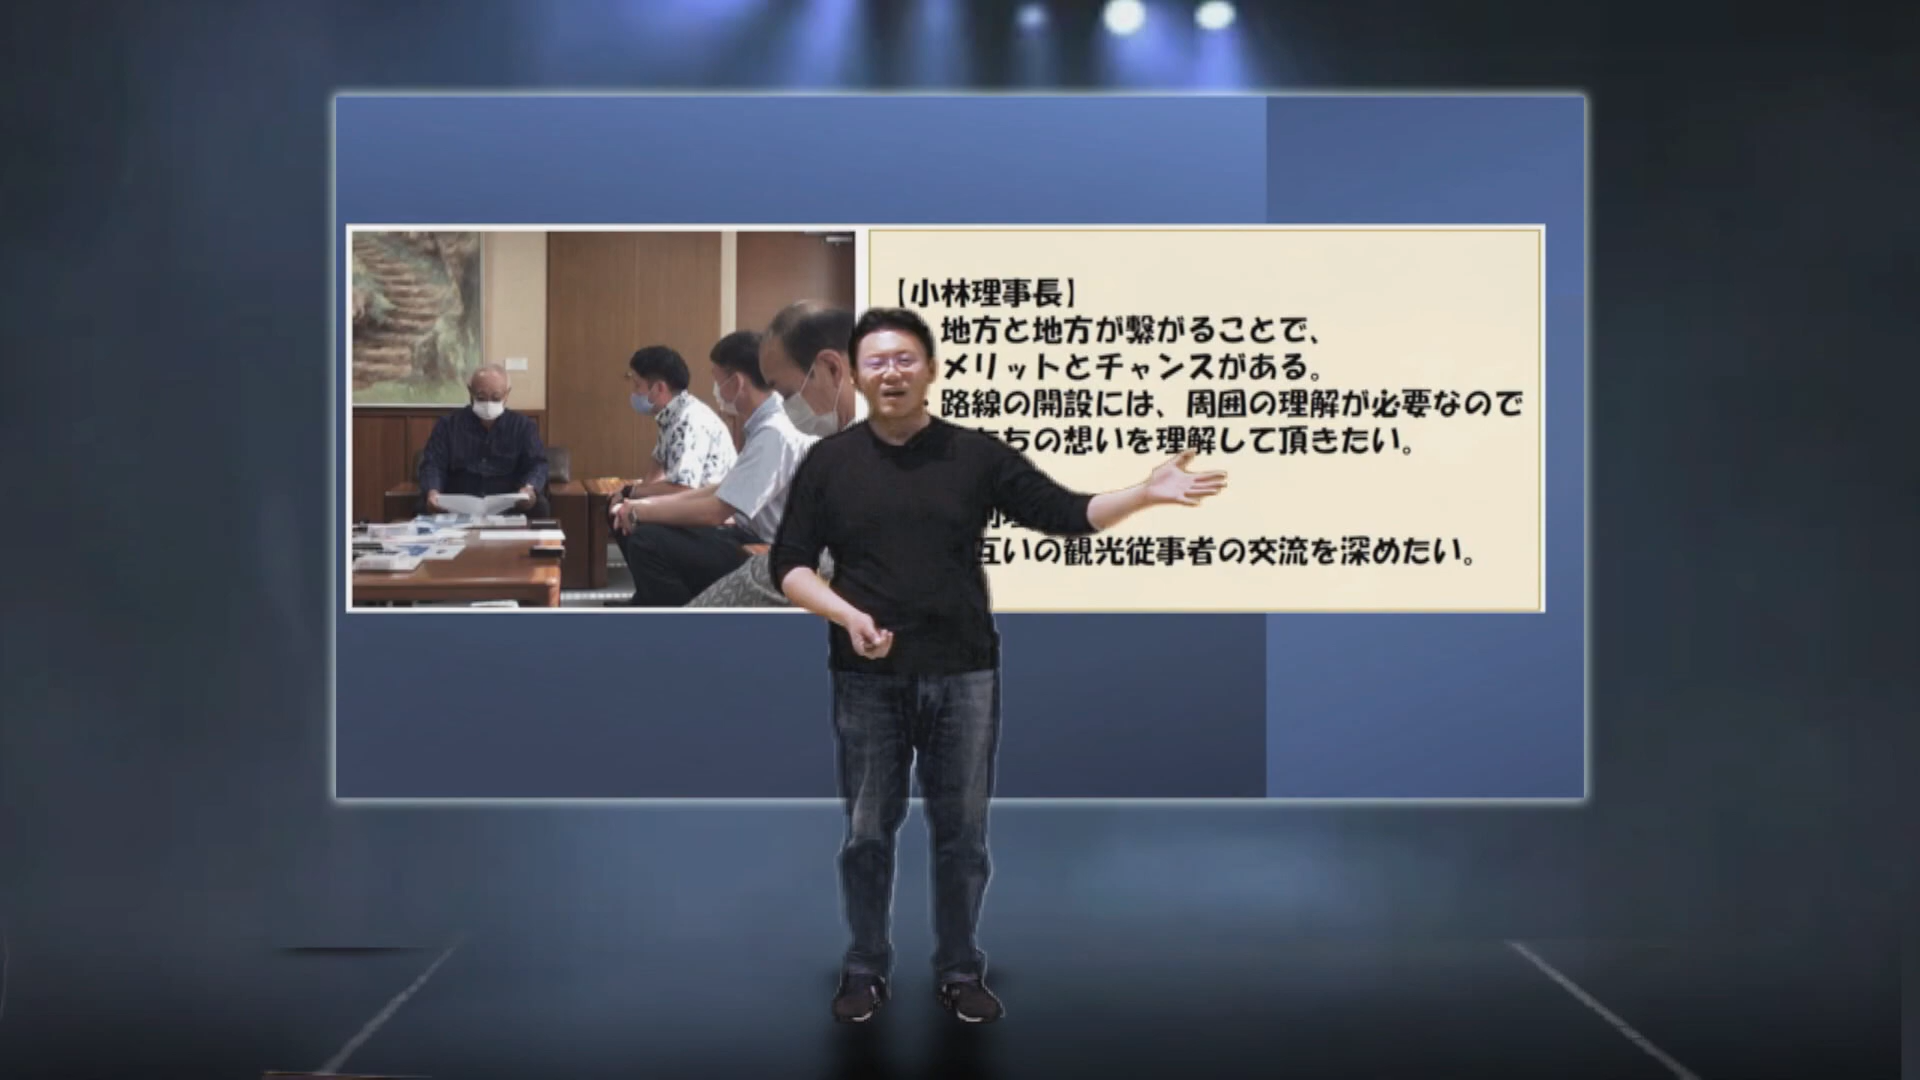 【小林理事長】
地方と地方が繋がることで、
メリットとチャンスがある。
路線の開設には、周囲の理解が必要なので
たちの想いを理解して頂きたい。
互いの観光従事者の交流を深めたい。